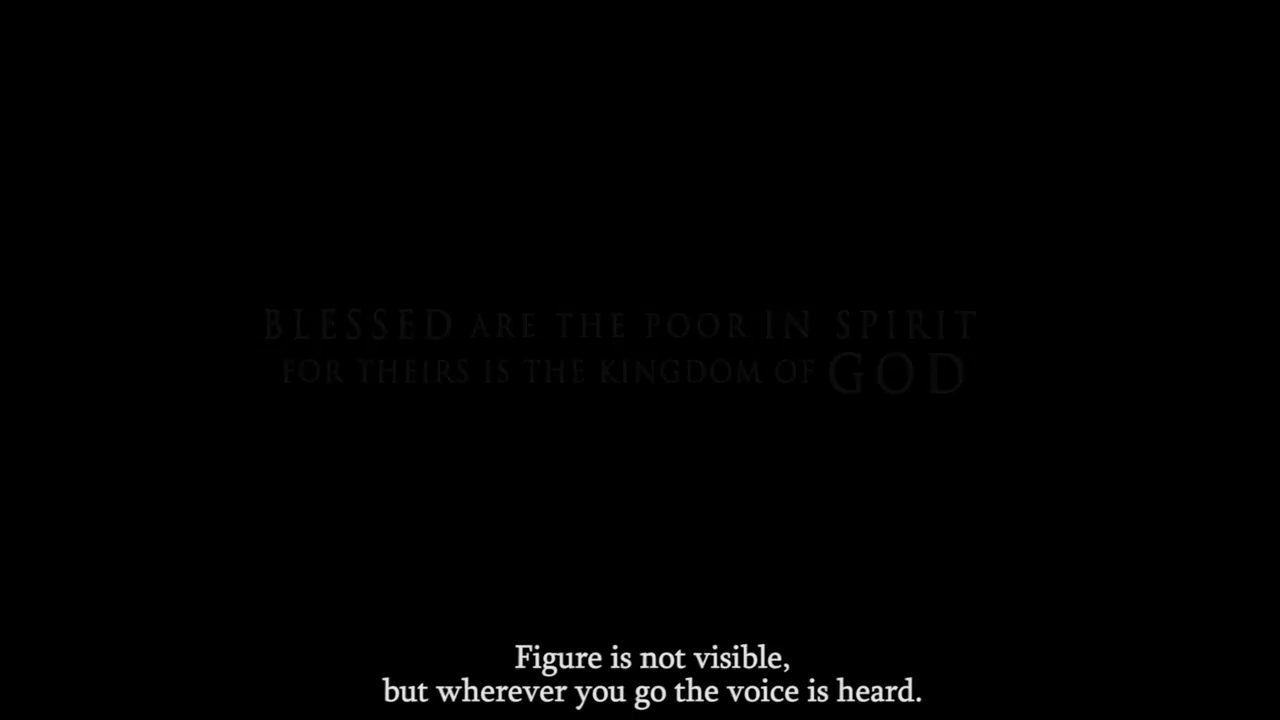 BLESSED ARE THE POOR IN SPIRIT
FOR THEIRS IS THE KINGDOM OF GOD
Figure is not visible,
but wherever you go the voice is heard.